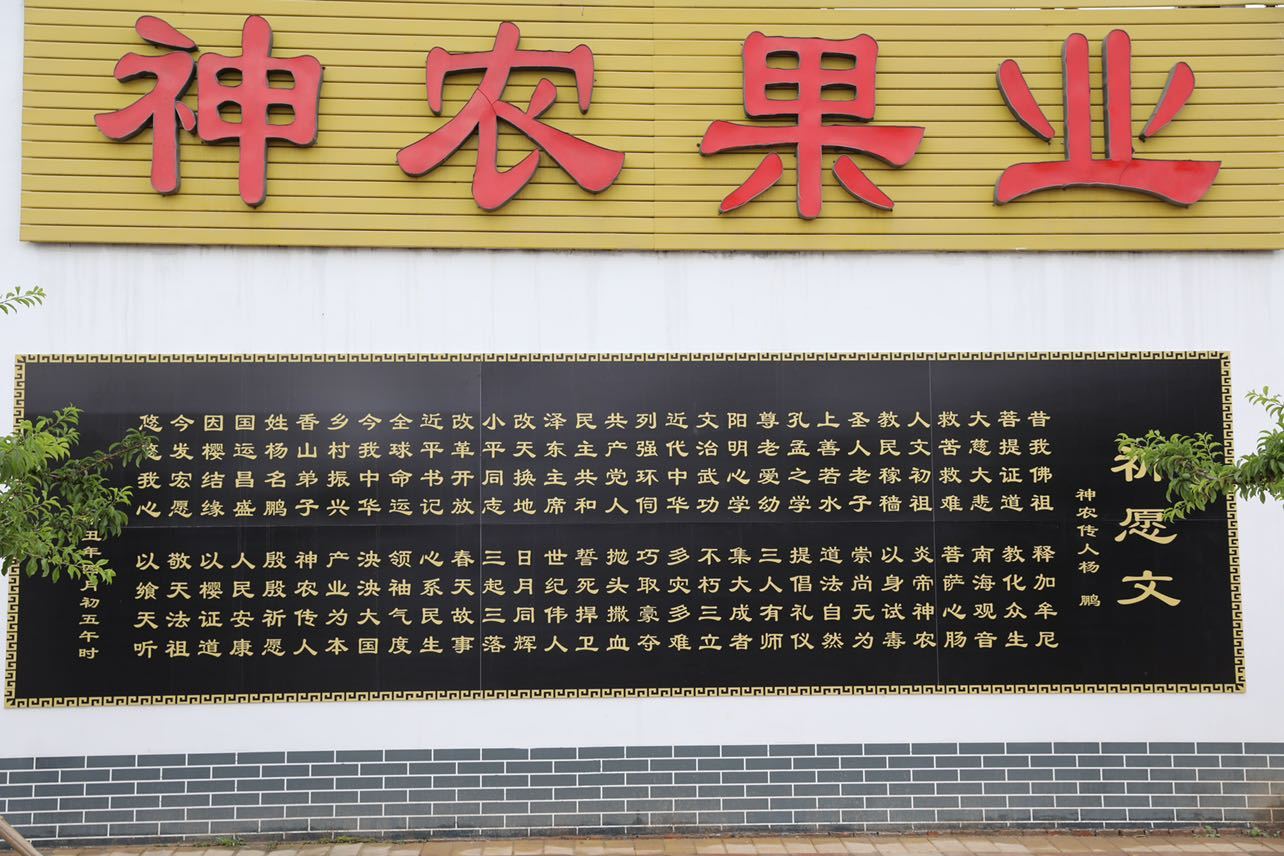 神农果业
祈愿文
神农传人杨 鹏
昔我佛祖 释加牟尼
菩提证道 教化众生
大慈大悲 南海观音
救苦救难 菩萨心肠
人文初祖 炎帝神农
教民稼穑 以身试毒
圣人老子 崇尚无为
上善若水 道法自然
孔孟之学 提倡礼仪
尊老爱幼 三人有师
阳明心学 集大成者
文治武功 不朽三立
近代中华 多灾多难
列强环伺 巧取豪夺
共产党人 抛头撒血
民主共和 誓死捍卫
泽东主席 世纪伟人
改天换地 日月同辉
小平同志 三起三落
改革开放 春天故事
近平书记 心系民生
全球命运 领袖气度
今我中华 泱泱大国
乡村振兴 产业为本
香山弟子 神农传人
姓杨名鹏 殷殷祈愿
国运昌盛 人民安康
因樱结缘 以樱证道
今发宏愿 敬天法祖
悠悠我心 以飨天听
丑年 月初五午时